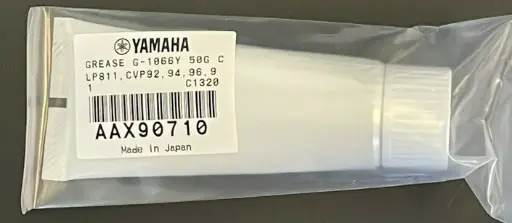 YAMAHA
GREASE G-1066Y 50G C
LP811,CVP92,94,96,9
1 C1320
AAX90710
Made In Japan